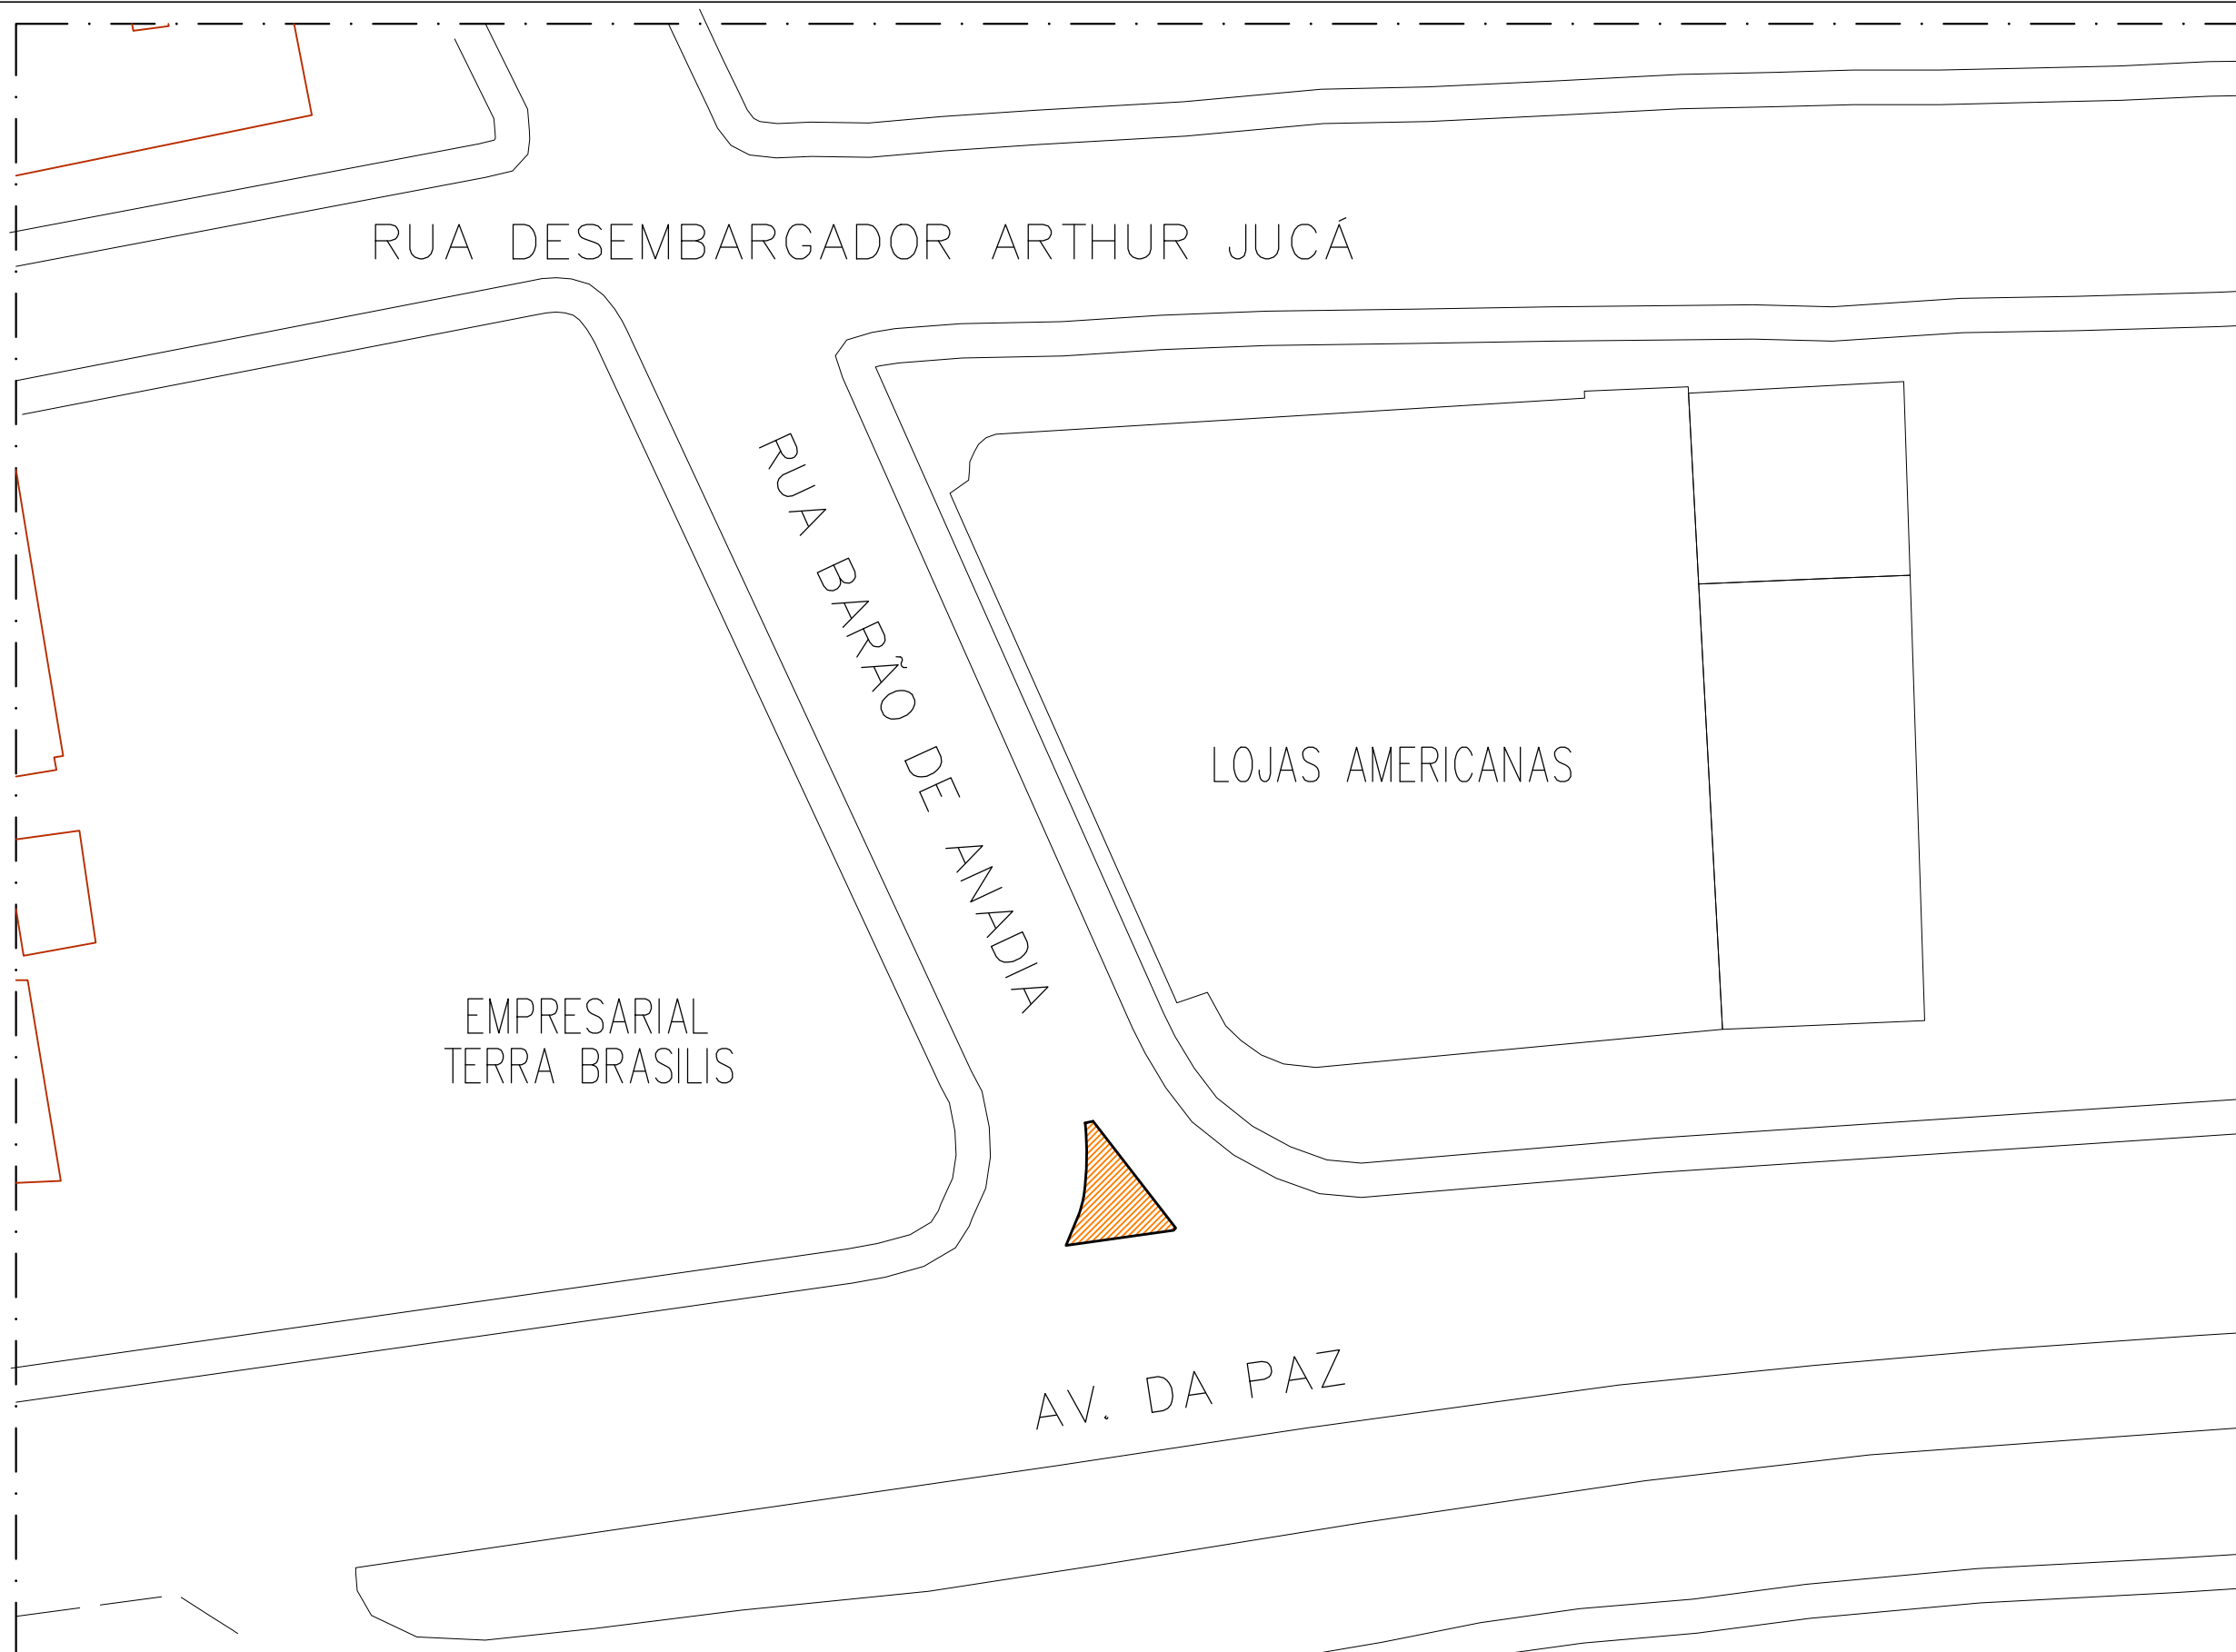 RUA DESEMBARGADOR ARTHUR JUCÁ
RUA BARÃO DE ANADIA
LOJAS AMERICANAS
EMPRESARIAL
TERRA BRASILIS
AV. DA PAZ